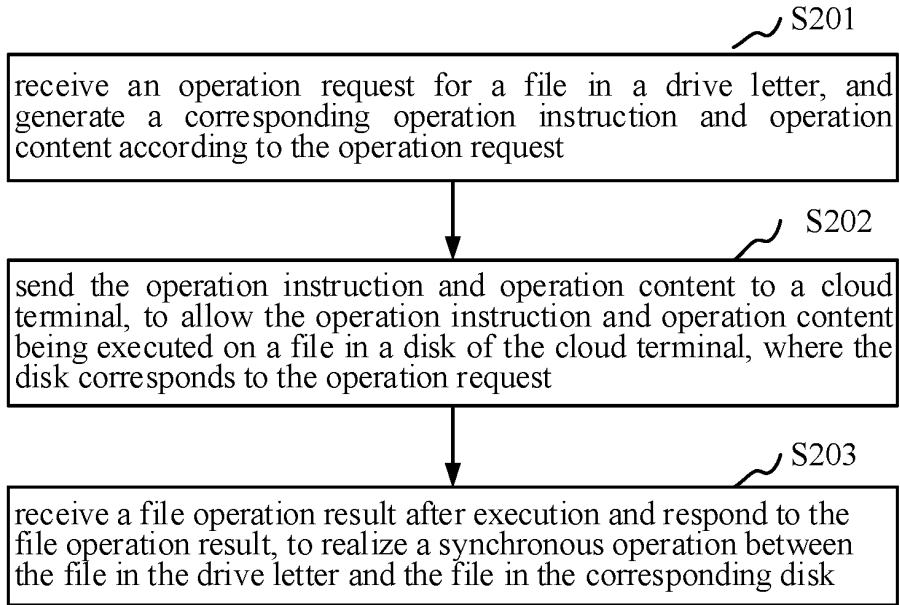 S201
receive an operation request for a file in a drive letter, and
generate a corresponding operation instruction and operation
content according to the operation request
S202
send the operation instruction and operation content to a cloud
terminal, to allow the operation instruction and operation content
being executed on a file in a disk of the cloud terminal, where the
disk corresponds to the operation request
S203
receive a file operation result after execution and respond to the
file operation result, to realize a synchronous operation between
the file in the drive letter and the file in the corresponding disk